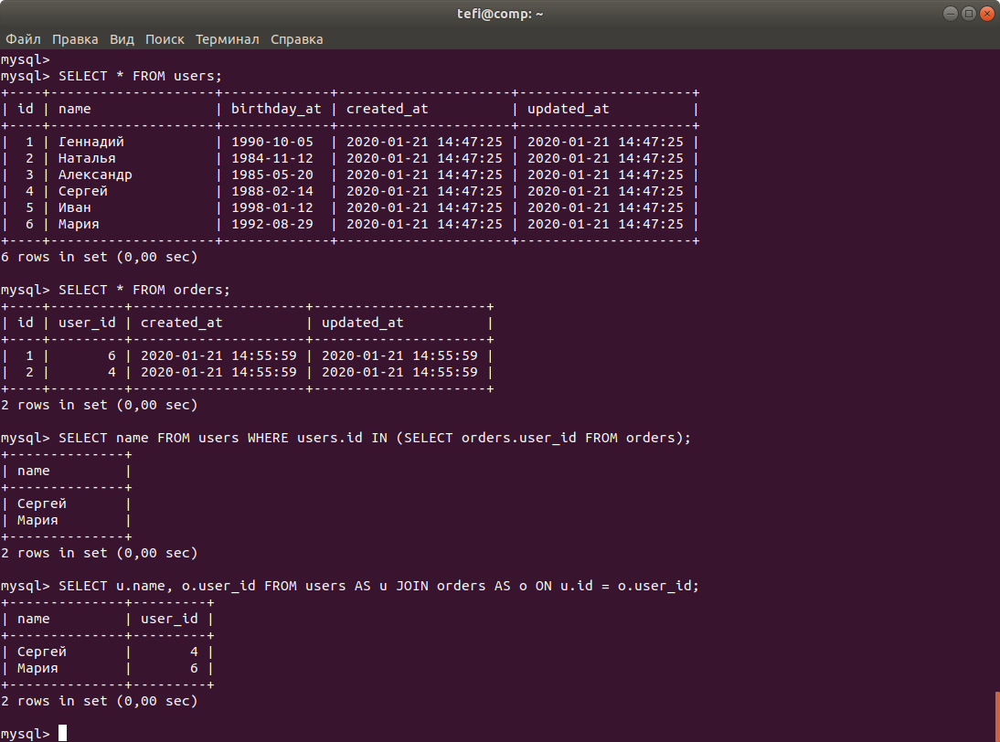 tefi@comp: ~
Файл Правка Вид Поиск Терминал Справка
mysql>
mysql> SELECT * FROM users;
+----+--------------------+-------------+---------------------+---------------------+
| id | name               | birthday_at | created_at          | updated_at          |
+----+--------------------+-------------+---------------------+---------------------+
|  1 | Геннадий           | 1990-10-05  | 2020-01-21 14:47:25 | 2020-01-21 14:47:25 |
|  2 | Наталья            | 1984-11-12  | 2020-01-21 14:47:25 | 2020-01-21 14:47:25 |
|  3 | Александр          | 1985-05-20  | 2020-01-21 14:47:25 | 2020-01-21 14:47:25 |
|  4 | Сергей             | 1988-02-14  | 2020-01-21 14:47:25 | 2020-01-21 14:47:25 |
|  5 | Иван               | 1998-01-12  | 2020-01-21 14:47:25 | 2020-01-21 14:47:25 |
|  6 | Мария              | 1992-08-29  | 2020-01-21 14:47:25 | 2020-01-21 14:47:25 |
+----+--------------------+-------------+---------------------+---------------------+
6 rows in set (0,00 sec)

mysql> SELECT * FROM orders;
+----+---------+---------------------+---------------------+
| id | user_id | created_at          | updated_at          |
+----+---------+---------------------+---------------------+
|  1 |       6 | 2020-01-21 14:55:59 | 2020-01-21 14:55:59 |
|  2 |       4 | 2020-01-21 14:55:59 | 2020-01-21 14:55:59 |
+----+---------+---------------------+---------------------+
2 rows in set (0,00 sec)

mysql> SELECT name FROM users WHERE users.id IN (SELECT orders.user_id FROM orders);
+--------------+
| name         |
+--------------+
| Сергей       |
| Мария        |
+--------------+
2 rows in set (0,00 sec)

mysql> SELECT u.name, o.user_id FROM users AS u JOIN orders AS o ON u.id = o.user_id;
+--------------+---------+
| name         | user_id |
+--------------+---------+
| Сергей       |       4 |
| Мария        |       6 |
+--------------+---------+
2 rows in set (0,00 sec)

mysql>